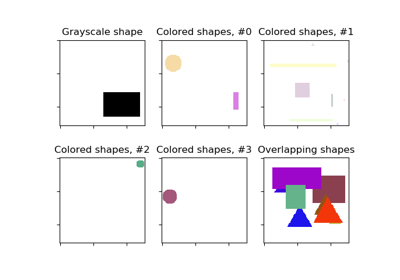 Grayscale shape
Colored shapes, #0
Colored shapes, #1
Colored shapes, #2
Colored shapes, #3
Overlapping shapes